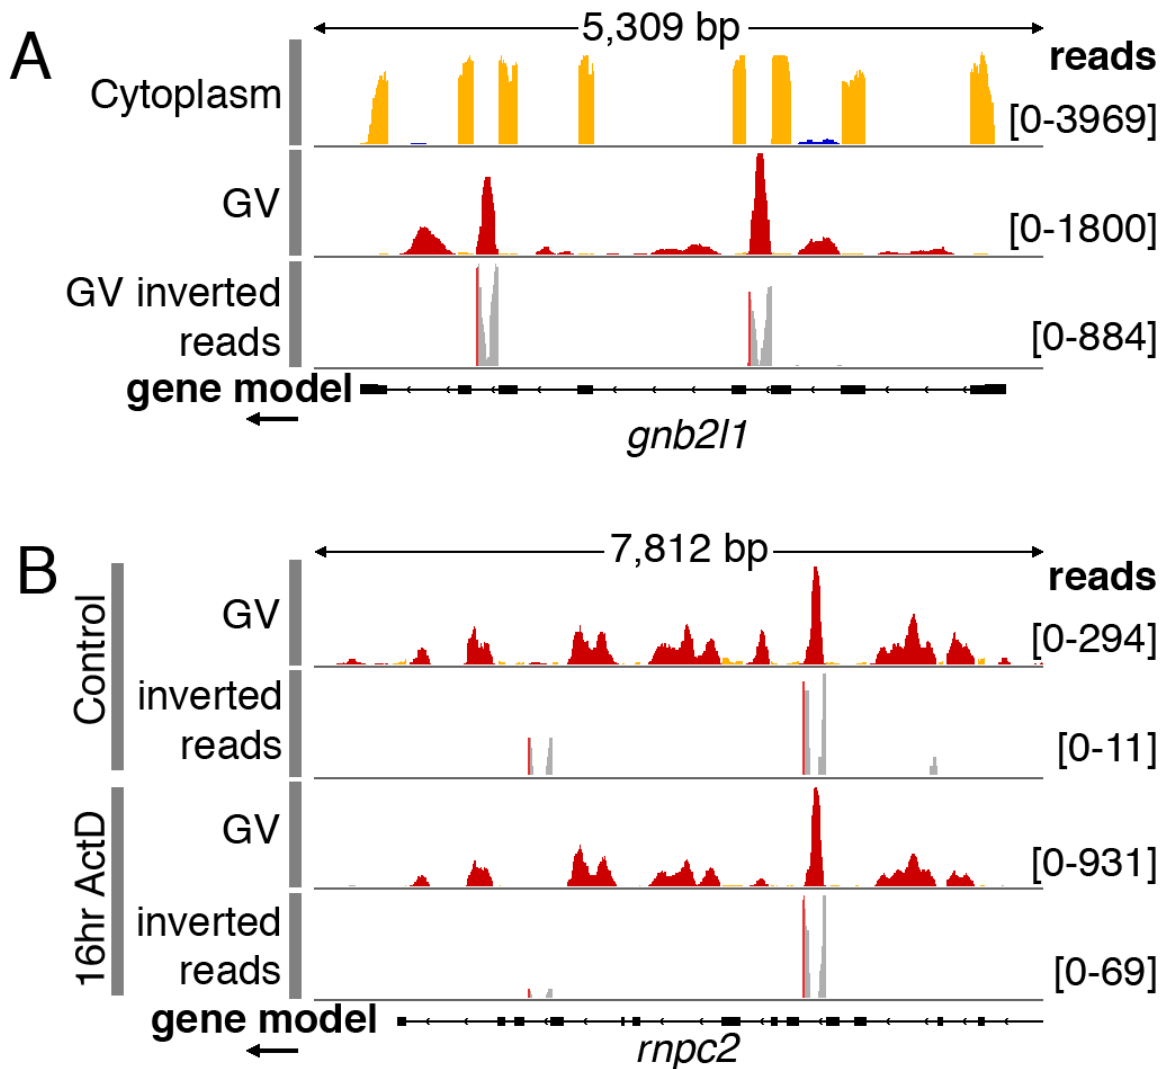 A
5,309 bp
reads
Cytoplasm
[0-3969]
GV
[0-1800]
GV inverted
reads
[0-884]
gene model
gnb2l1
B
7,812 bp
reads
Control
GV
[0-294]
inverted
reads
[0-11]
16hr ActD
GV
[0-931]
inverted
reads
[0-69]
gene model
rnpc2